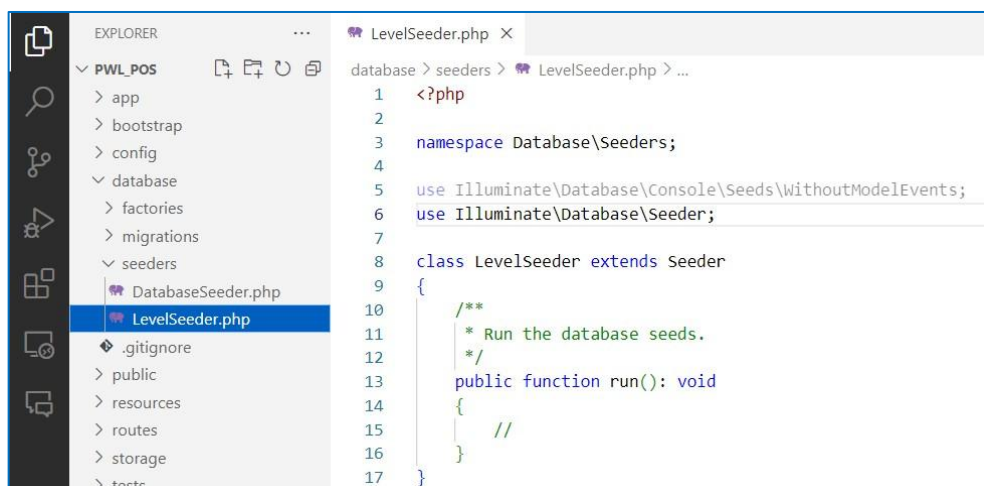 EXPLORER ...
PWL_POS
app
bootstrap
config
database
factories
migrations
seeders
DatabaseSeeder.php
LevelSeeder.php
.gitignore
public
resources
routes
storage
tests
LevelSeeder.php
database > seeders > LevelSeeder.php > ...
1 <?php
2
3 namespace Database\Seeders;
4
5 use Illuminate\Database\Console\Seeds\WithoutModelEvents;
6 use Illuminate\Database\Seeder;
7
8 class LevelSeeder extends Seeder
9 {
10 /**
11 * Run the database seeds.
12 */
13 public function run(): void
14 {
15 //
16 }
17 }